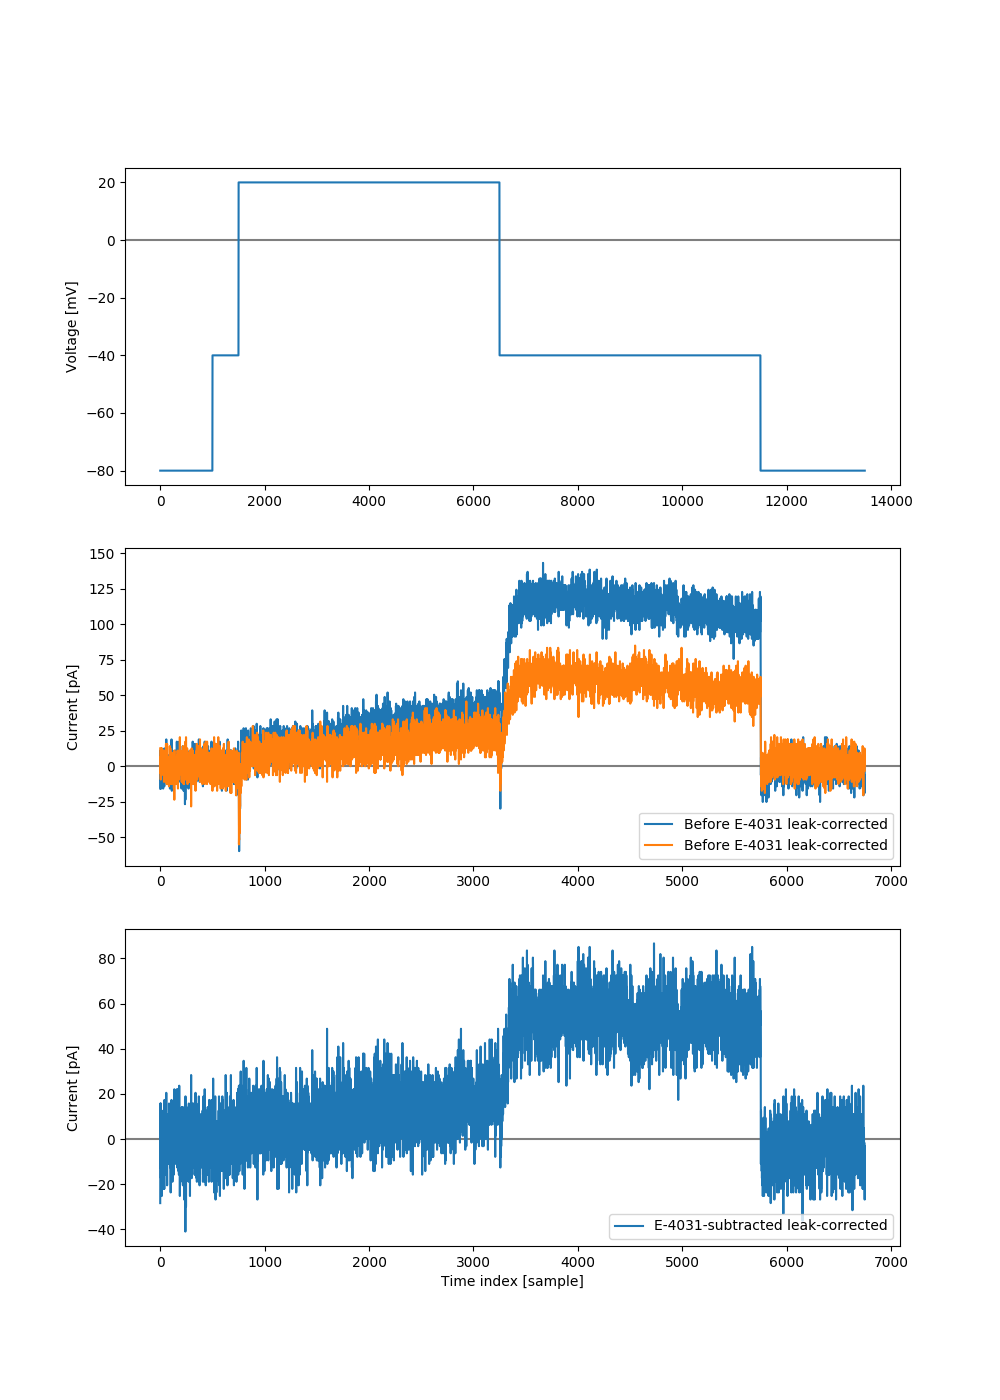 20
0
−20
−40
−60
−80
Voltage [mV]
0 2000 4000 6000 8000 10000 12000 14000
150
125
100
75
50
25
0
−25
−50
Current [pA]
Before E-4031 leak-corrected
Before E-4031 leak-corrected
0 1000 2000 3000 4000 5000 6000 7000
80
60
40
20
0
−20
−40
Current [pA]
E-4031-subtracted leak-corrected
0 1000 2000 3000 4000 5000 6000 7000
Time index [sample]